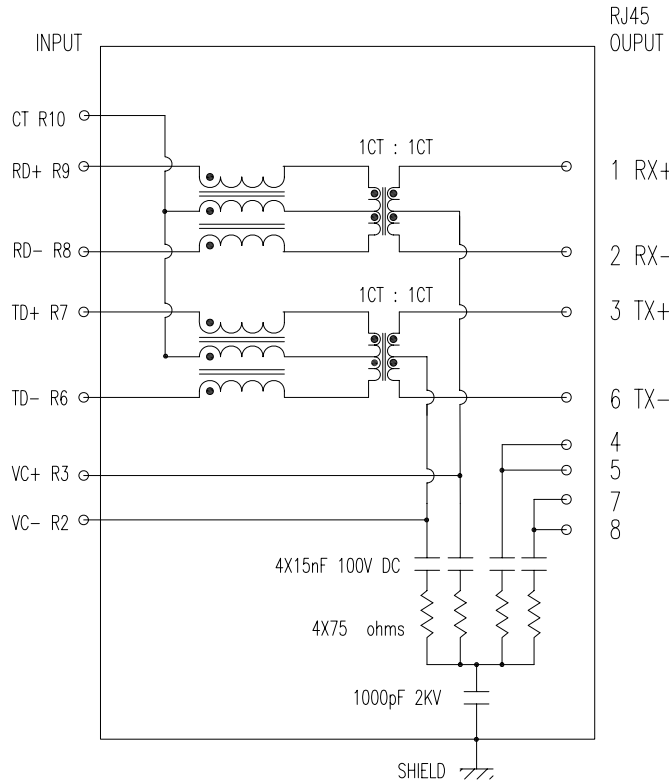 RJ45
INPUT OUPUT
CT R10
1CT : 1CT
RD+ R9 1 RX+
RD- R8 2 RX-
1CT : 1CT
TD+ R7 3 TX+
TD- R6 6 TX-
4
VC+ R3 5
7
VC- R2 8
4X15nF 100V DC
4X75 ohms
1000pF 2KV
SHIELD